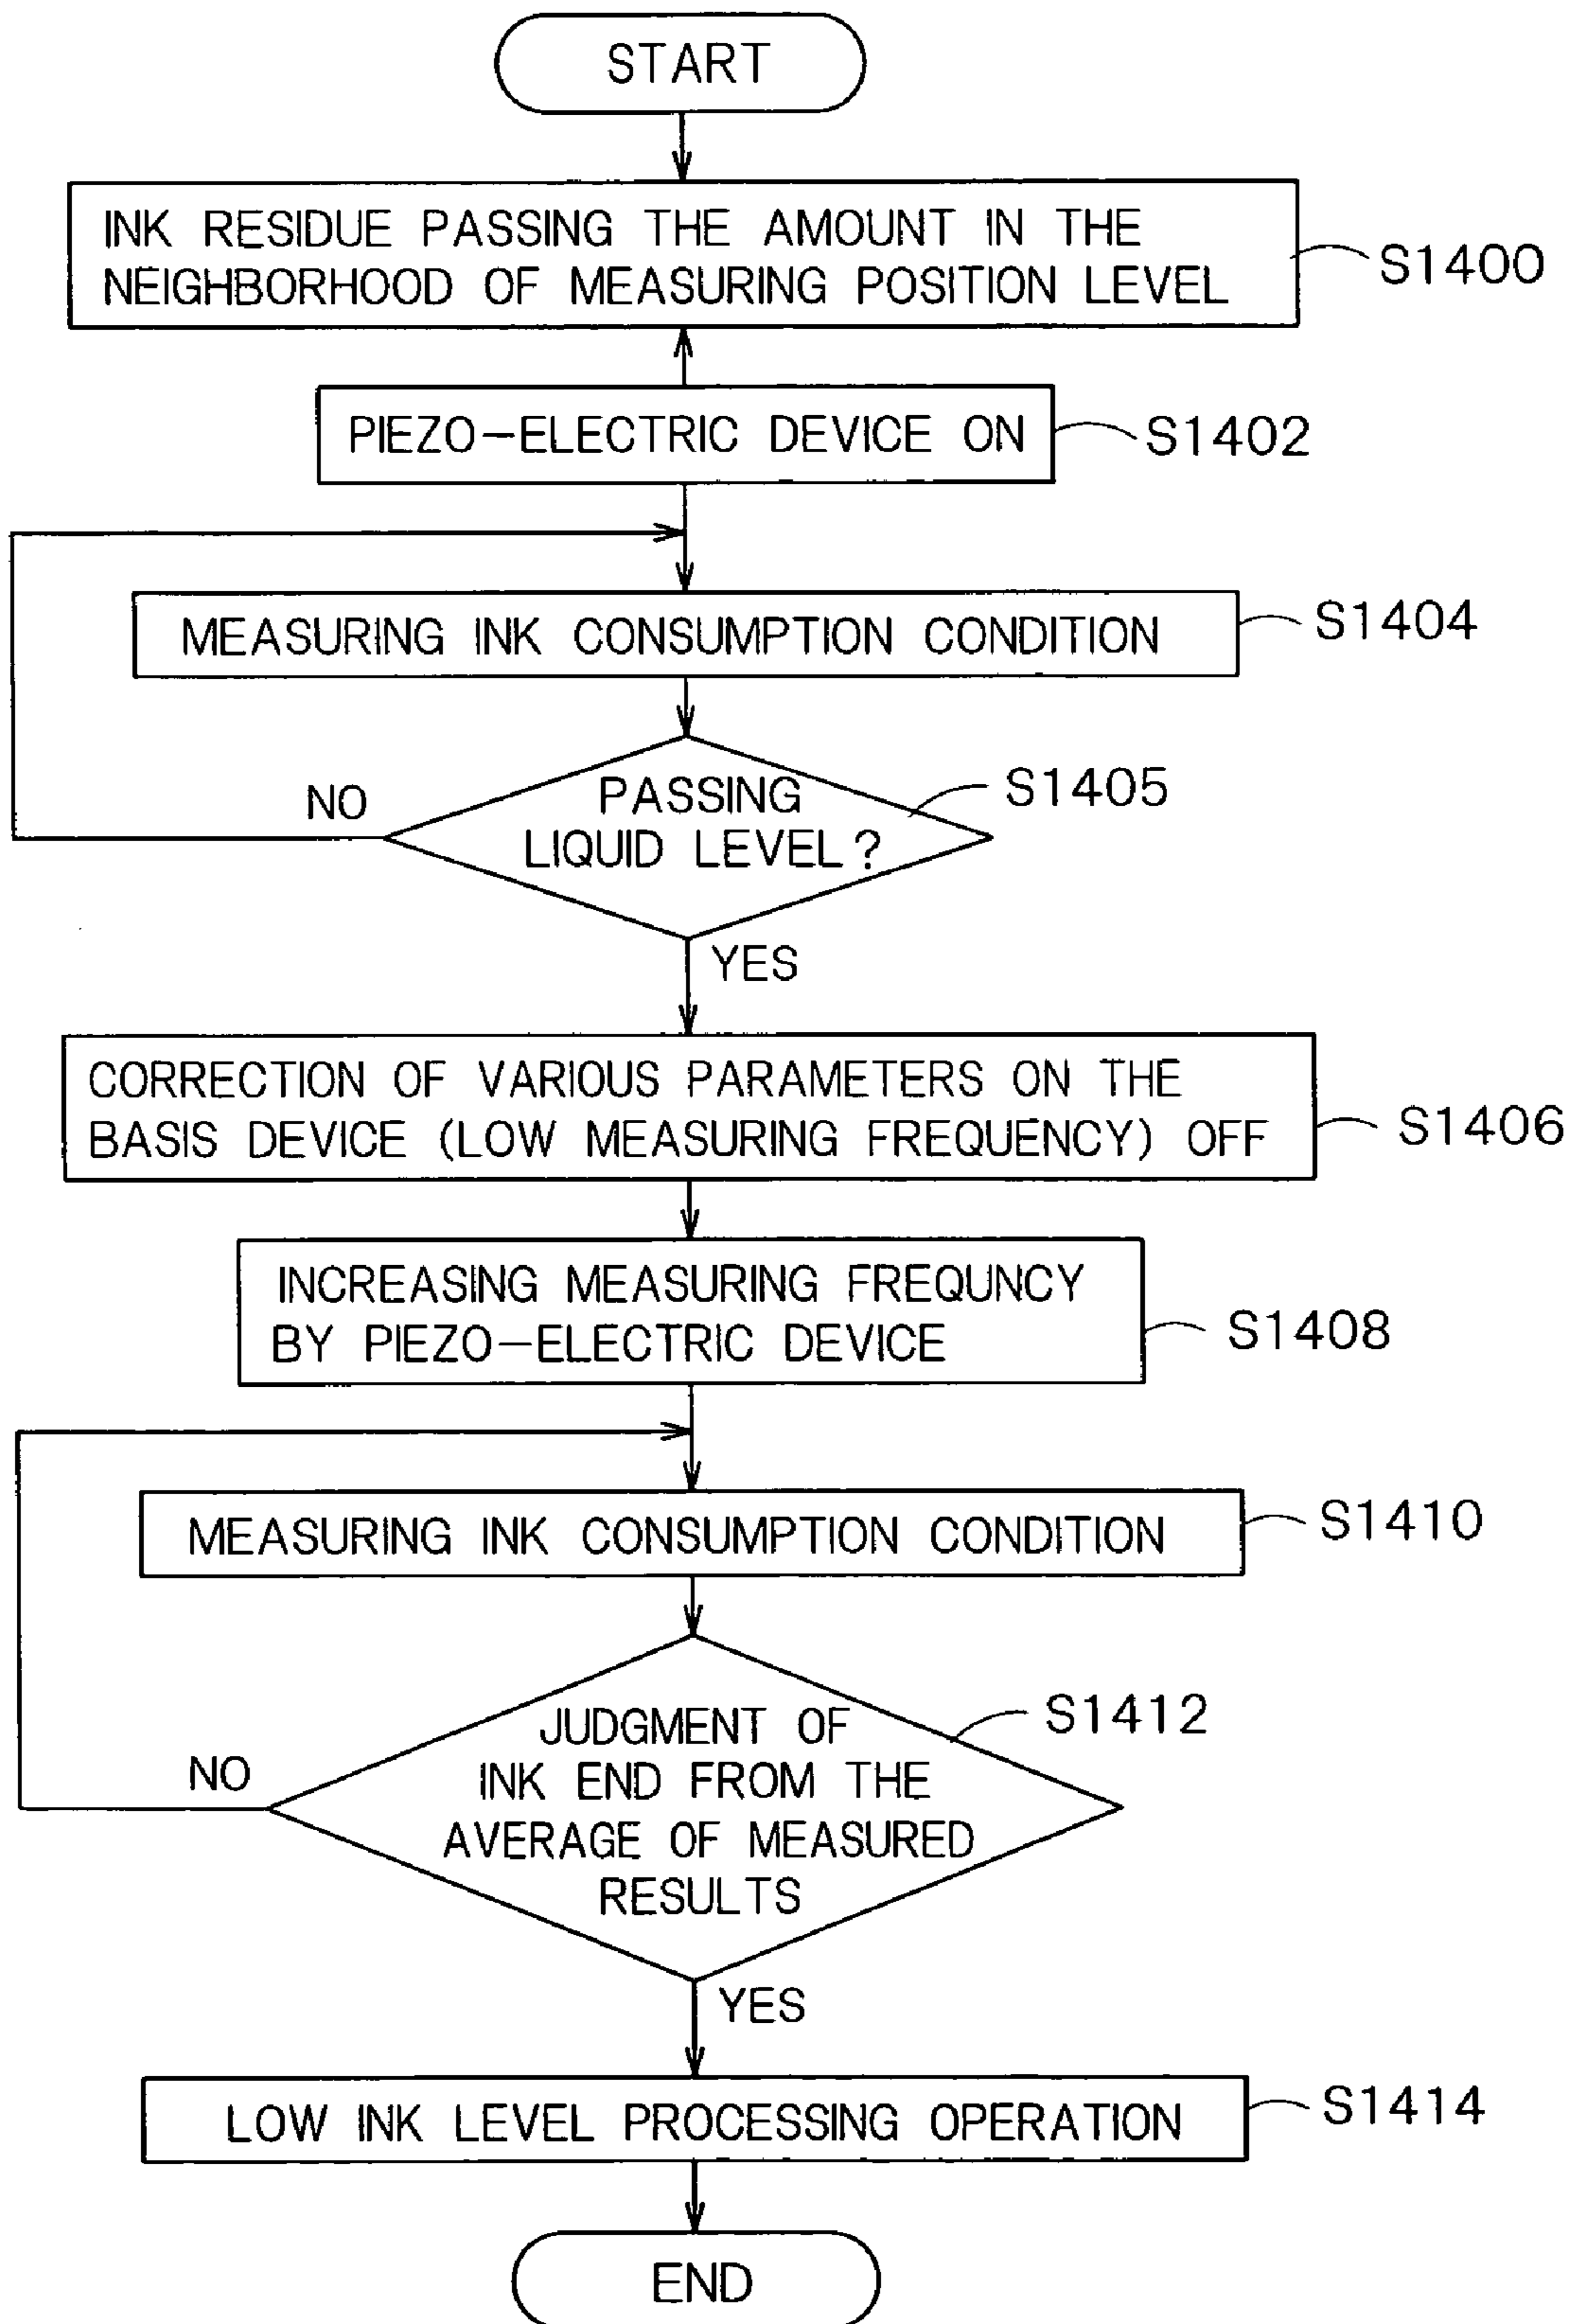 START
INK RESIDUE PASSING THE AMOUNT IN THE
NEIGHBORHOOD OF MEASURING POSITION LEVEL
S1400
PIEZO-ELECTRIC DEVICE ON
S1402
MEASURING INK CONSUMPTION CONDITION
S1404
PASSING
LIQUID LEVEL?
S1405
NO
YES
CORRECTION OF VARIOUS PARAMETERS ON THE
BASIS DEVICE (LOW MEASURING FREQUENCY) OFF
S1406
INCREASING MEASURING FREQUNCY
BY PIEZO-ELECTRIC DEVICE
S1408
MEASURING INK CONSUMPTION CONDITION
S1410
JUDGMENT OF
INK END FROM THE
AVERAGE OF MEASURED
RESULTS
S1412
NO
YES
LOW INK LEVEL PROCESSING OPERATION
S1414
END